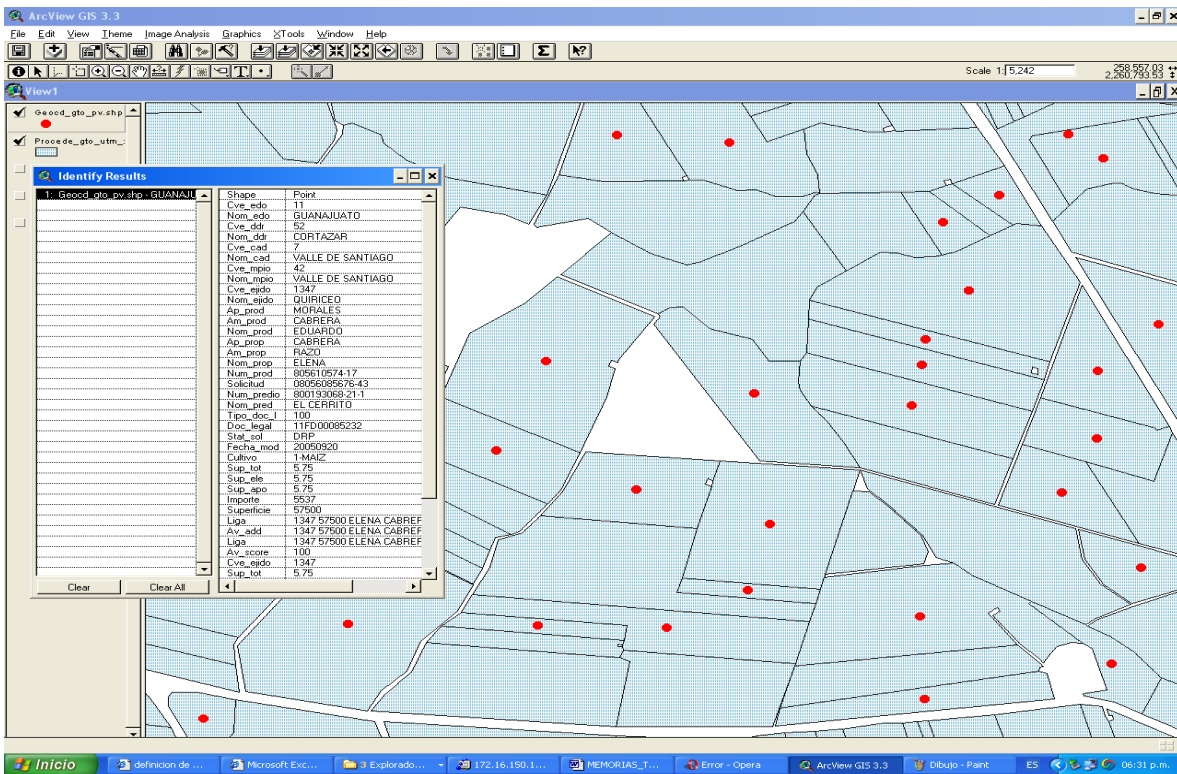 ArcView GIS 3.3
File Edit View Theme Image Analysis Graphics XTools Window Help
Scale 1: 5,242
258,557.03
2,260,793.53
View1
Geocd_gto_pv.shp
Procede_gto_utm_
Identify Results
1: Geocd_gto_pv.shp - GUANAJU
Shape Point
Cve_edo 11
Nom_edo GUANAJUATO
Cve_ddr 52
Nom_ddr CORTAZAR
Cve_cad 7
Nom_cad VALLE DE SANTIAGO
Cve_mpio 42
Nom_mpio VALLE DE SANTIAGO
Cve_ejido 1347
Nom_ejido QUIRICEO
Ap_prod MORALES
Am_prod CABRERA
Nom_prod EDUARDO
Ap_prop CABRERA
Am_prop RAZO
Nom_prop ELENA
Num_prod 805610574-17
Solicitud 08056085676-43
Num_predio 800193068-21-1
Nom_pred EL CERRITO
Tipo_doc_l 100
Doc_legal 11FD00085232
Stat_sol DRP
Fecha_mod 20050920
Cultivo 1-MAIZ
Sup_tot 5.75
Sup_ele 5.75
Sup_apo 5.75
Importe 5537
Superficie 57500
Liga 1347 57500 ELENA CABRER
Av_add 1347 57500 ELENA CABRER
Liga 1347 57500 ELENA CABRER
Av_score 100
Cve_ejido 1347
Sup_tot 5.75
Clear Clear All
Inicio definicion de ... Microsoft Exc... 3 Explorado... 172.16.150.1... MEMORIAS_T... Error - Opera ArcView GIS 3.3 Dibujo - Paint ES 06:31 p.m.